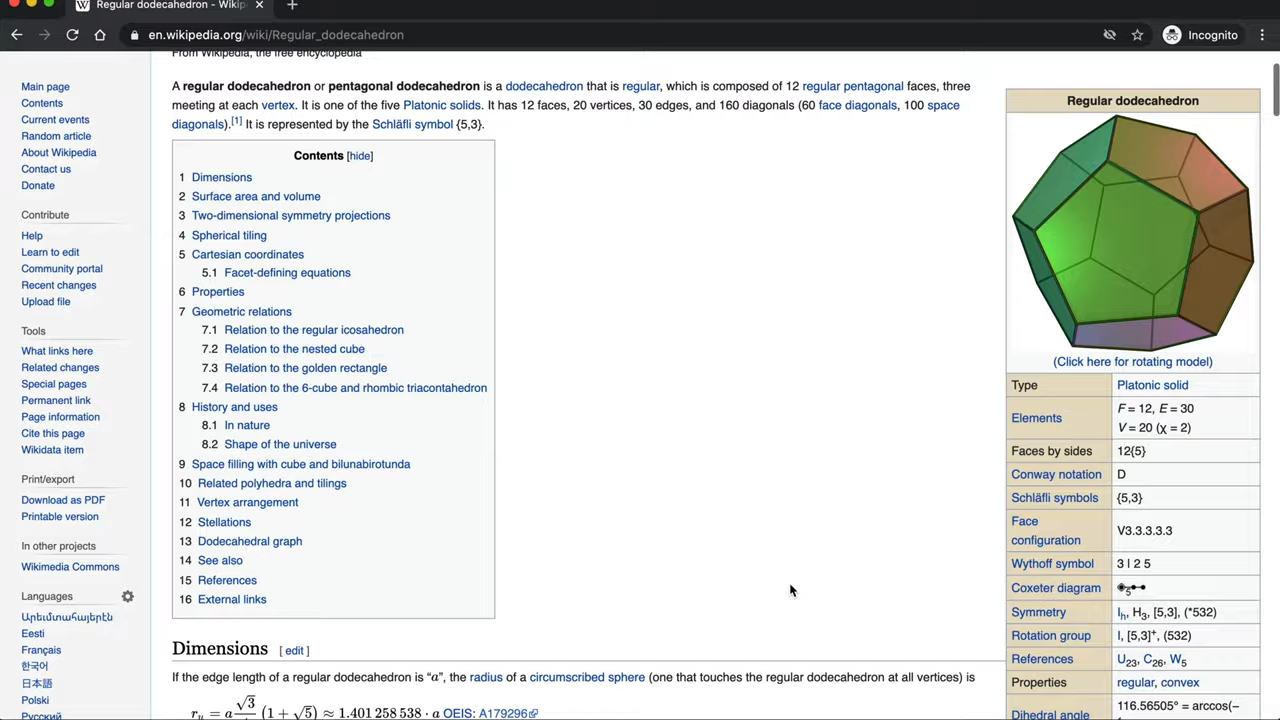 Regular dodecahedron - Wikip
en.wikipedia.org/wiki/Regular_dodecahedron
Incognito
From Wikipedia, the free encyclopedia
Main page
Contents
Current events
Random article
About Wikipedia
Contact us
Donate
Contribute
Help
Learn to edit
Community portal
Recent changes
Upload file
Tools
What links here
Related changes
Special pages
Permanent link
Page information
Cite this page
Wikidata item
Print/export
Download as PDF
Printable version
In other projects
Wikimedia Commons
Languages
Հայերեն
Eesti
Français
한국어
日本語
Polski
Русский
A regular dodecahedron or pentagonal dodecahedron is a dodecahedron that is regular, which is composed of 12 regular pentagonal faces, three
meeting at each vertex. It is one of the five Platonic solids. It has 12 faces, 20 vertices, 30 edges, and 160 diagonals (60 face diagonals, 100 space
diagonals).[1] It is represented by the Schläfli symbol {5,3}.
Contents [hide]
1 Dimensions
2 Surface area and volume
3 Two-dimensional symmetry projections
4 Spherical tiling
5 Cartesian coordinates
5.1 Facet-defining equations
6 Properties
7 Geometric relations
7.1 Relation to the regular icosahedron
7.2 Relation to the nested cube
7.3 Relation to the golden rectangle
7.4 Relation to the 6-cube and rhombic triacontahedron
8 History and uses
8.1 In nature
8.2 Shape of the universe
9 Space filling with cube and bilunabirotunda
10 Related polyhedra and tilings
11 Vertex arrangement
12 Stellations
13 Dodecahedral graph
14 See also
15 References
16 External links
Dimensions [ edit ]
If the edge length of a regular dodecahedron is "a", the radius of a circumscribed sphere (one that touches the regular dodecahedron at all vertices) is
r_u = a √3 (1 + √5) ≈ 1.401 258 538 · a OEIS: A179296
Regular dodecahedron
(Click here for rotating model)
Type Platonic solid
Elements F = 12, E = 30
V = 20 (χ = 2)
Faces by sides 12{5}
Conway notation D
Schläfli symbols {5,3}
Face
configuration V3.3.3.3.3
Wythoff symbol 3 | 2 5
Coxeter diagram 5
Symmetry Ih, H3, [5,3], (*532)
Rotation group I, [5,3]+, (532)
References U23, C26, W5
Properties regular, convex
Dihedral angle 116.56505° = arccos(−